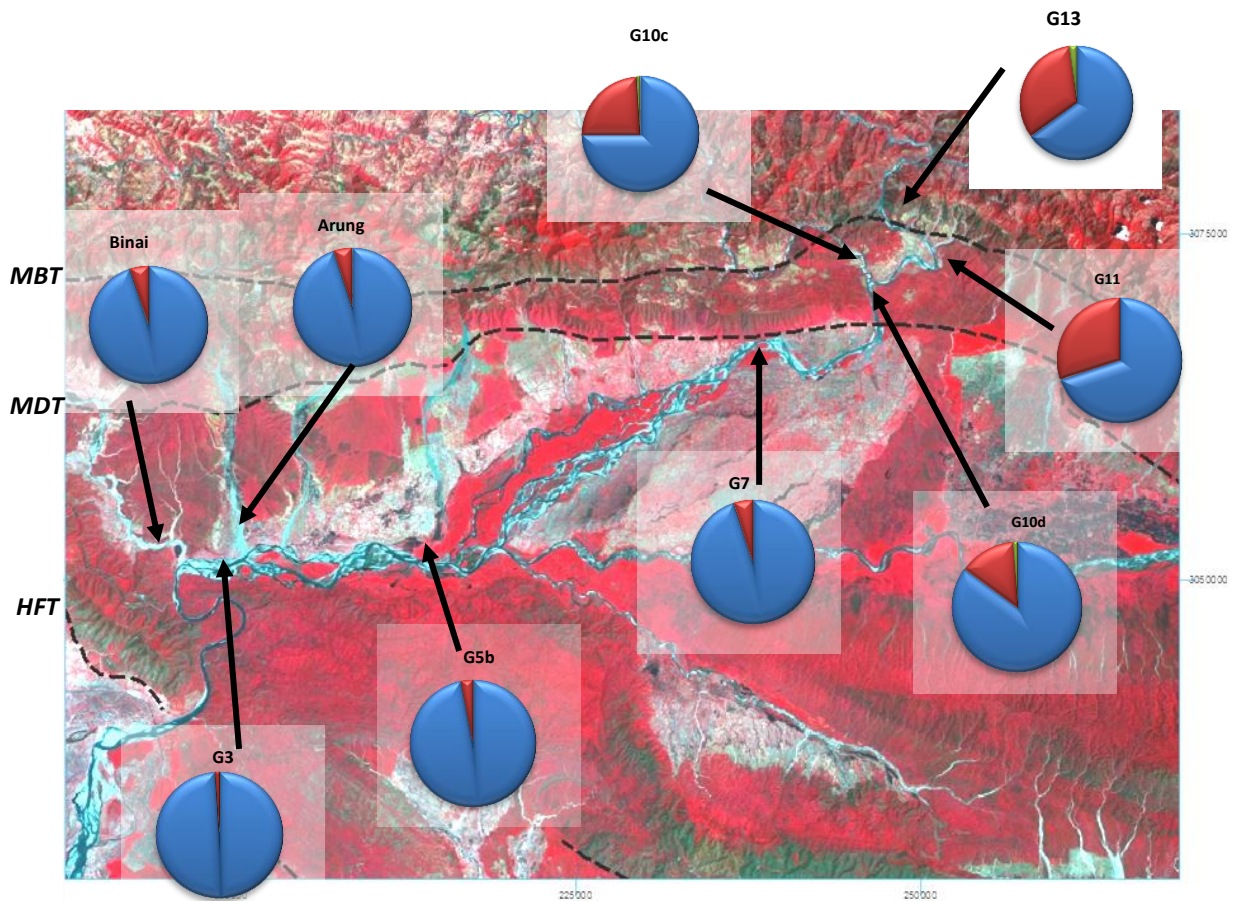 G13
G10c
Binai
Arung
MBT
3075000
G11
MDT
G7
G10d
HFT
3050000
G5b
G3
225000
250000